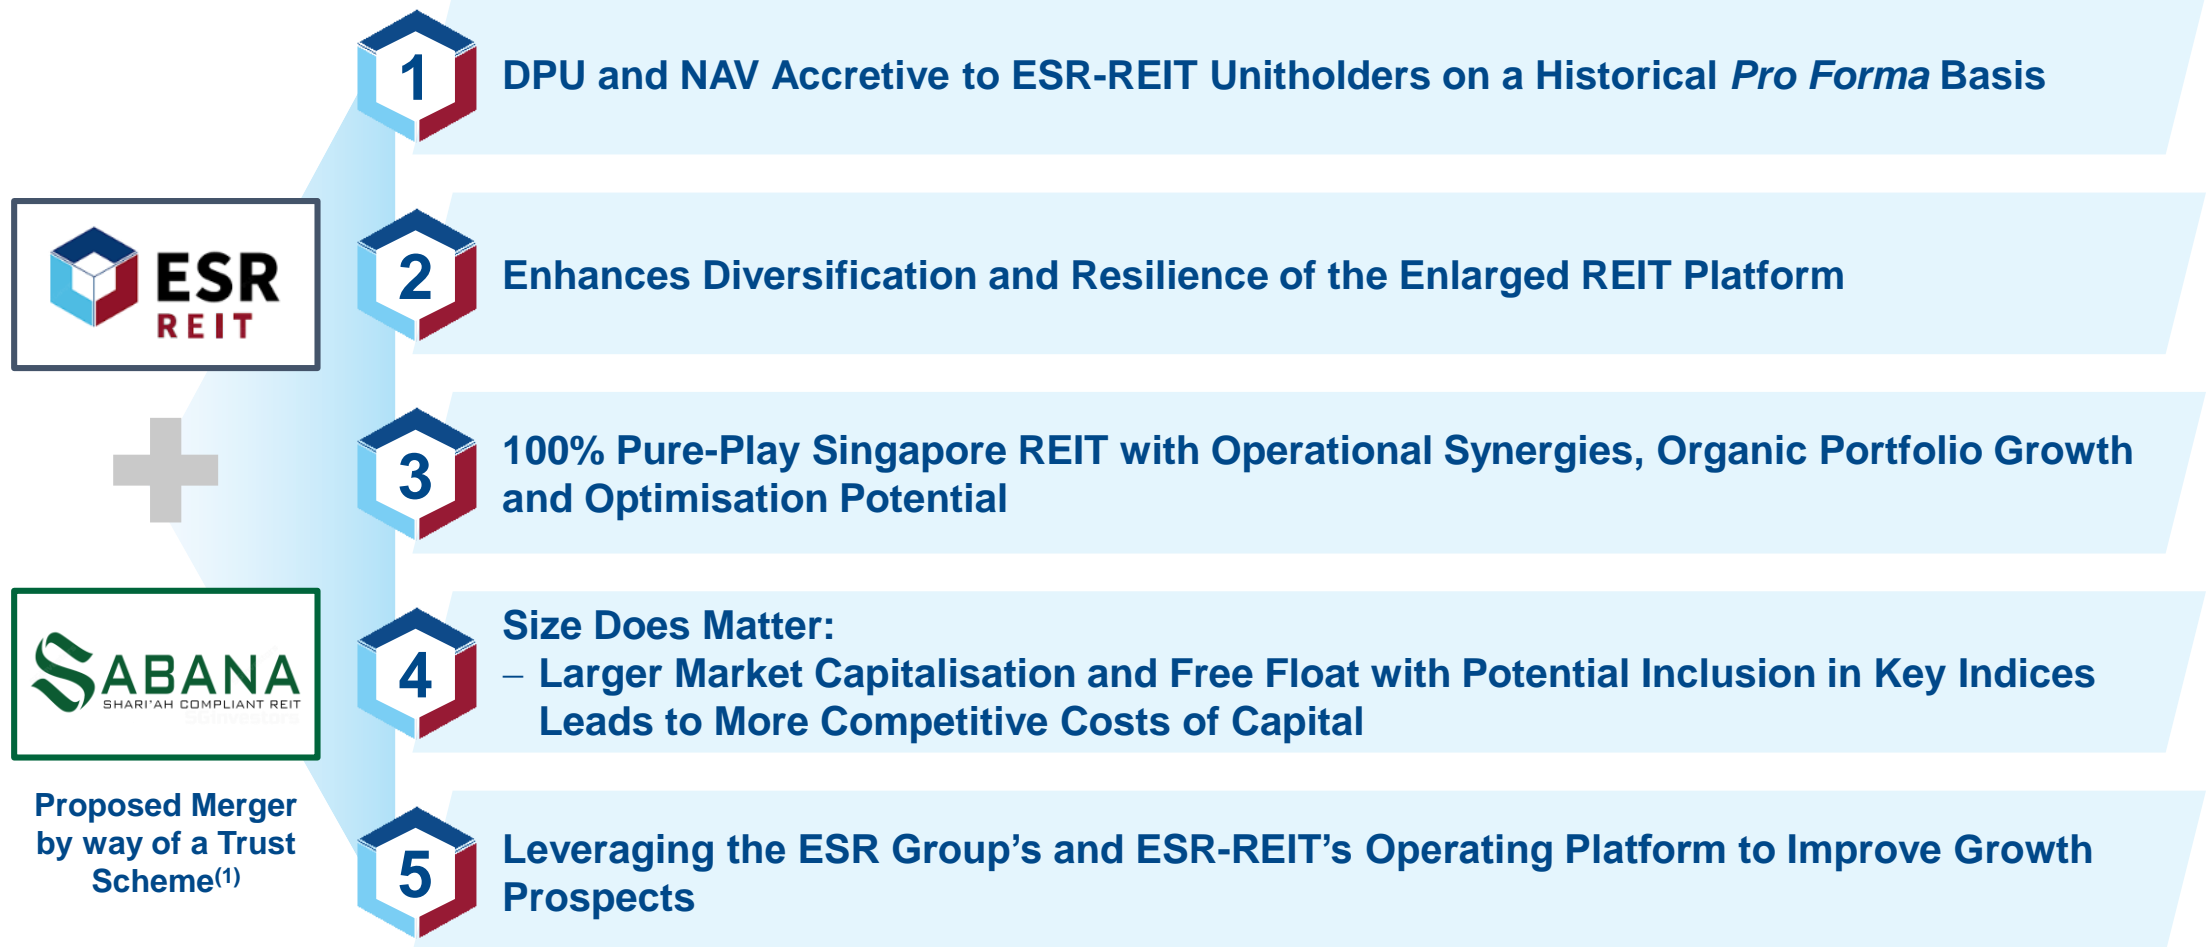 1
DPU and NAV Accretive to ESR-REIT Unitholders on a Historical Pro Forma Basis
ESR
REIT
2
Enhances Diversification and Resilience of the Enlarged REIT Platform
3
100% Pure-Play Singapore REIT with Operational Synergies, Organic Portfolio Growth
and Optimisation Potential
SABANA
SHARI'AH COMPLIANT REIT
4
Size Does Matter:
– Larger Market Capitalisation and Free Float with Potential Inclusion in Key Indices
Leads to More Competitive Costs of Capital
Proposed Merger
by way of a Trust
Scheme(1)
5
Leveraging the ESR Group’s and ESR-REIT’s Operating Platform to Improve Growth
Prospects